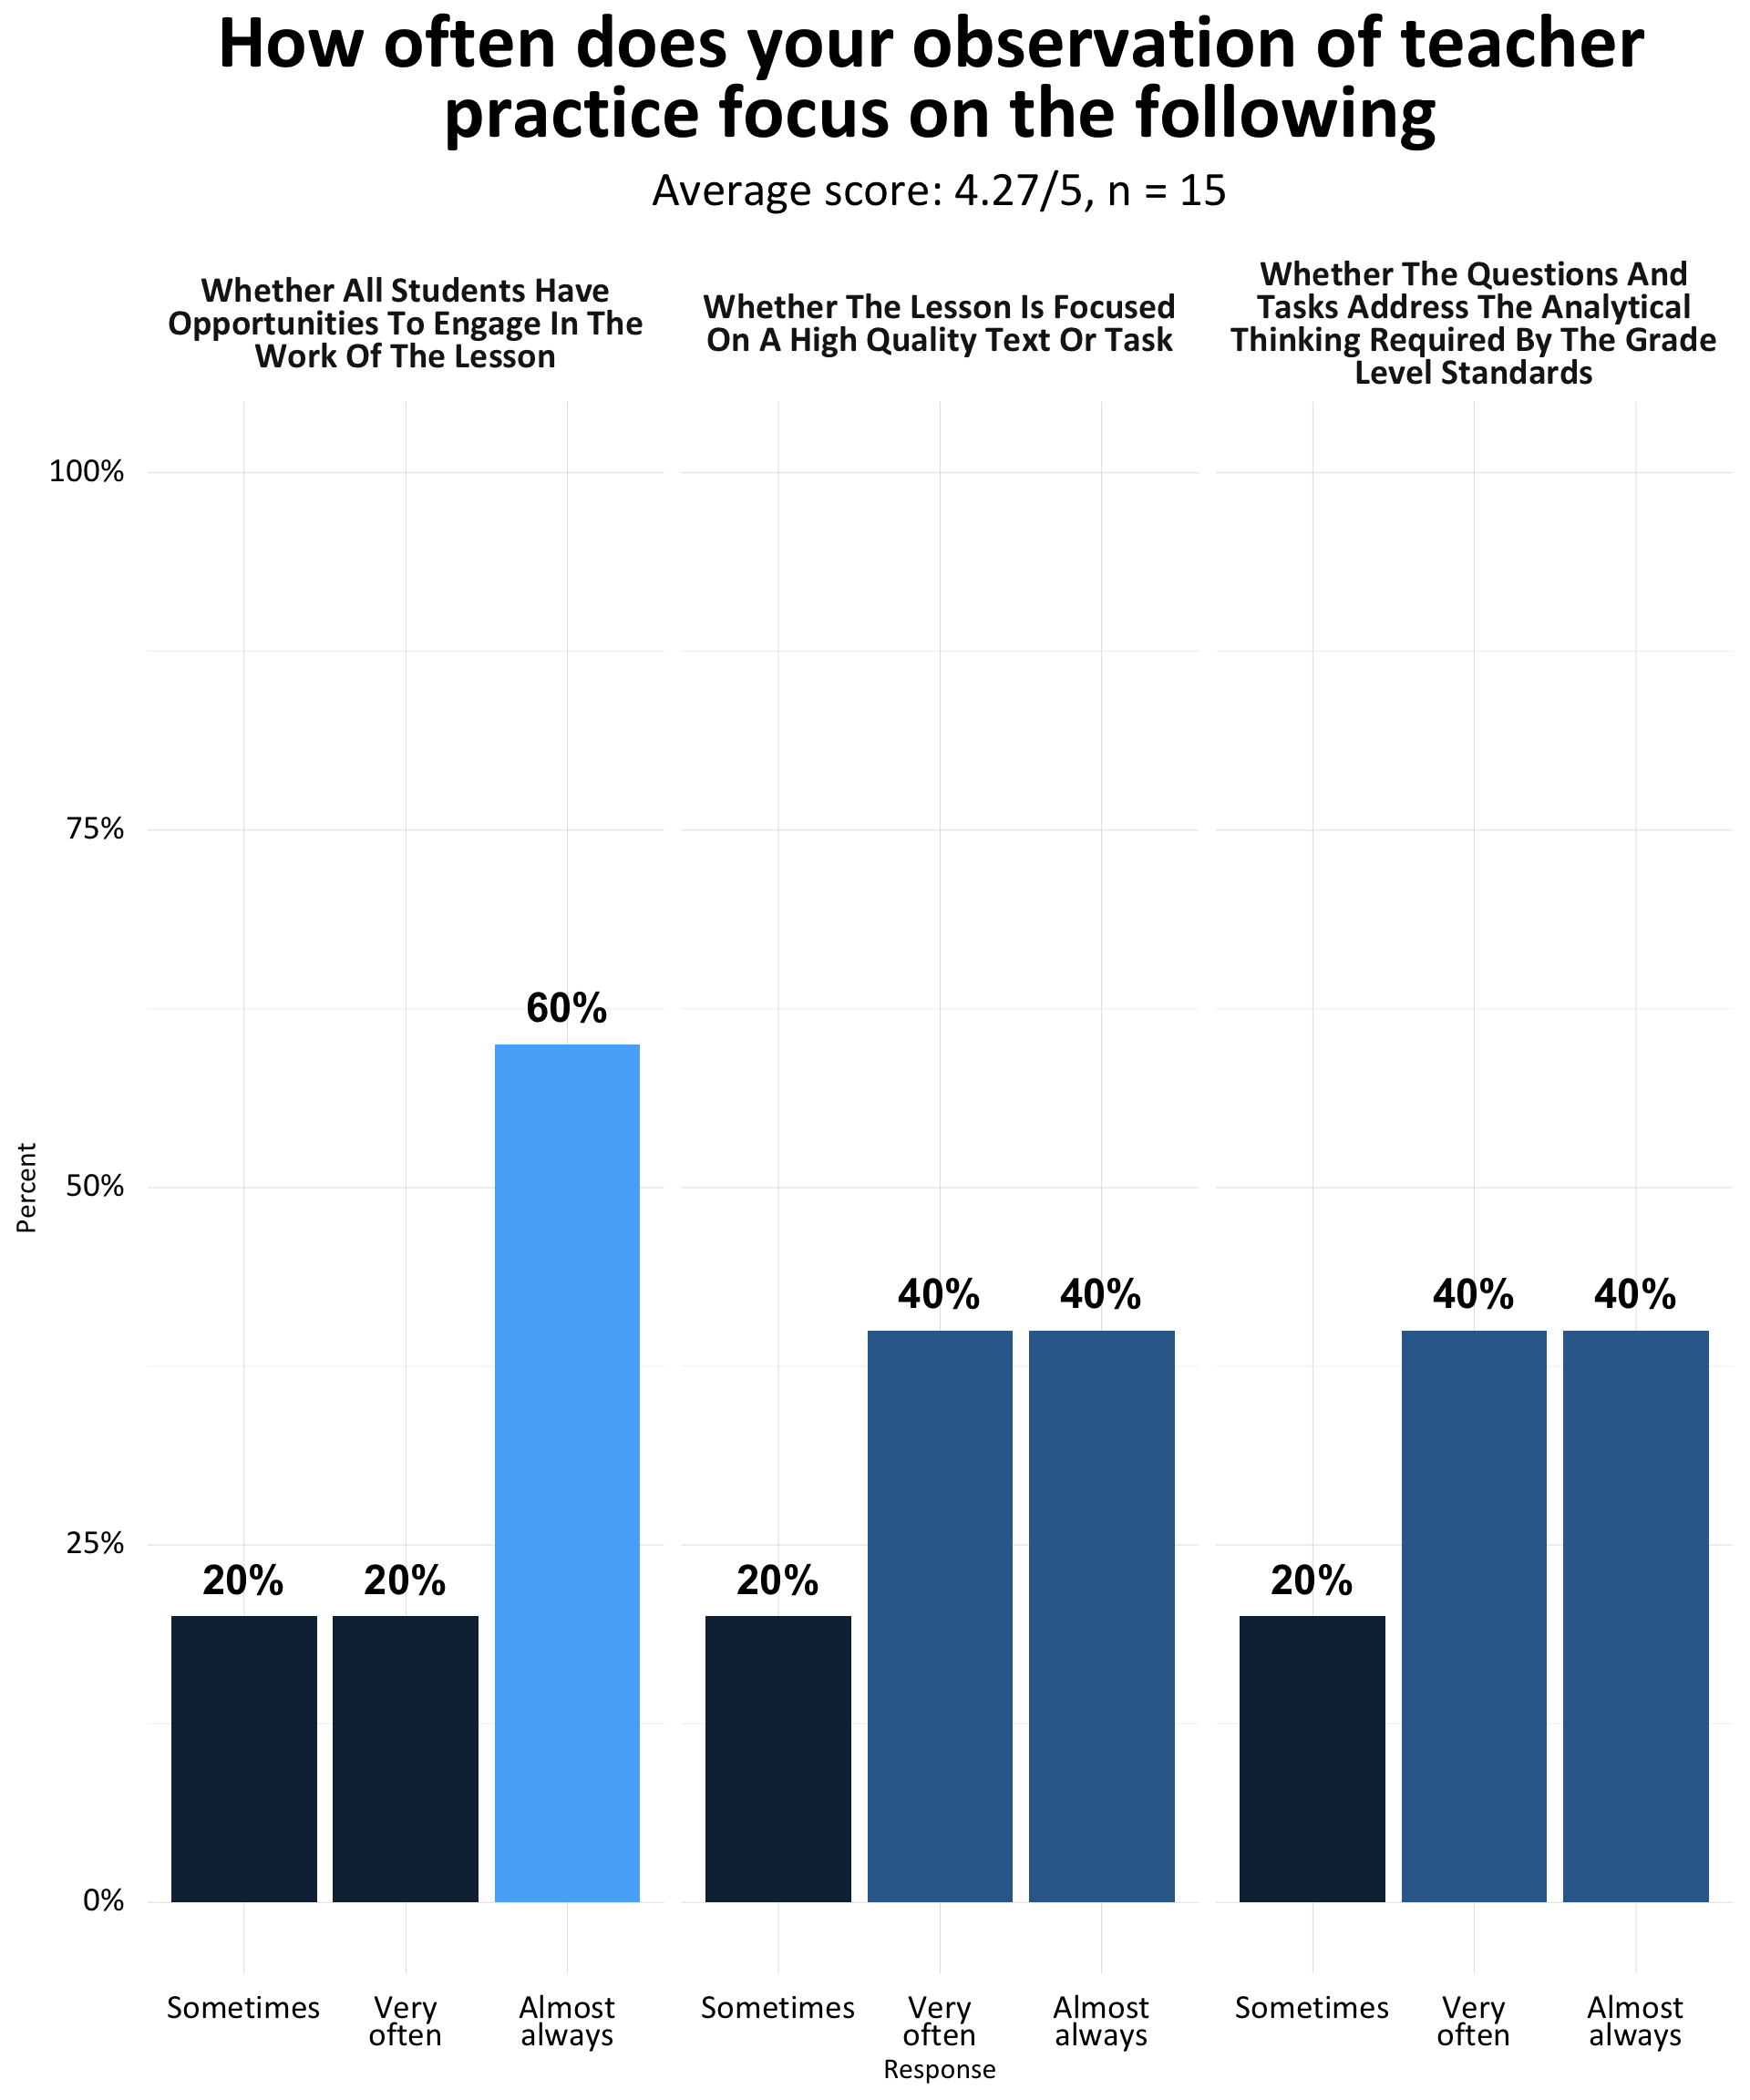 How often does your observation of teacher
practice focus on the following
Average score: 4.27/5, n = 15
Whether All Students Have
Opportunities To Engage In The
Work Of The Lesson
Whether The Lesson Is Focused
On A High Quality Text Or Task
Whether The Questions And
Tasks Address The Analytical
Thinking Required By The Grade
Level Standards
100%
75%
50%
25%
0%
Percent
20%
20%
60%
20%
40%
40%
20%
40%
40%
Sometimes
Very
often
Almost
always
Sometimes
Very
often
Almost
always
Sometimes
Very
often
Almost
always
Response